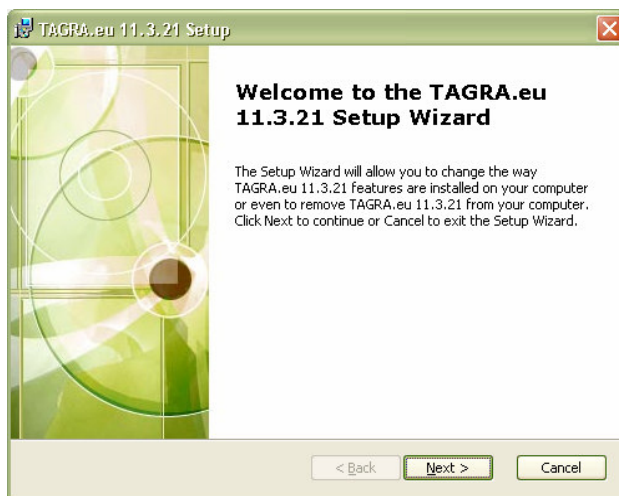 TAGRA.eu 11.3.21 Setup
Welcome to the TAGRA.eu
11.3.21 Setup Wizard
The Setup Wizard will allow you to change the way
TAGRA.eu 11.3.21 features are installed on your computer
or even to remove TAGRA.eu 11.3.21 from your computer.
Click Next to continue or Cancel to exit the Setup Wizard.
< Back Next > Cancel